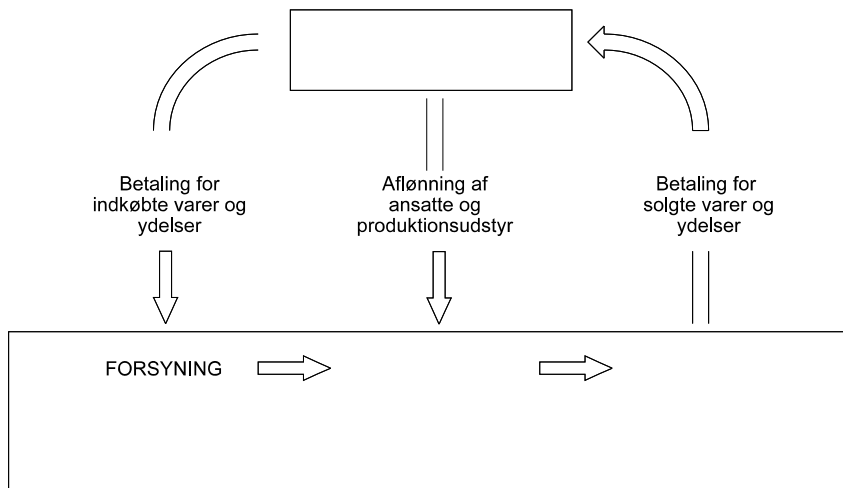 Betaling for
indkøbte varer og
ydelser
Aflønning af
ansatte og
produktionsudstyr
Betaling for
solgte varer og
ydelser
FORSYNING